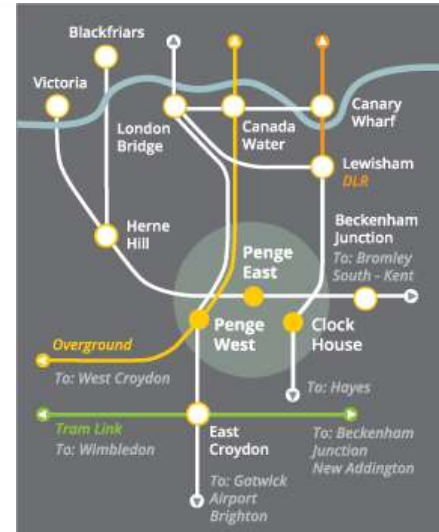 Blackfriars
Victoria
London
Bridge
Canada
Water
Canary
Wharf
Lewisham
DLR
Herne
Hill
Beckenham
Junction
To: Bromley
South - Kent
Penge
East
Penge
West
Clock
House
Overground
To: West Croydon
To: Hayes
Tram Link
To: Wimbledon
East
Croydon
To: Beckenham
Junction
New Addington
To: Gatwick
Airport
Brighton